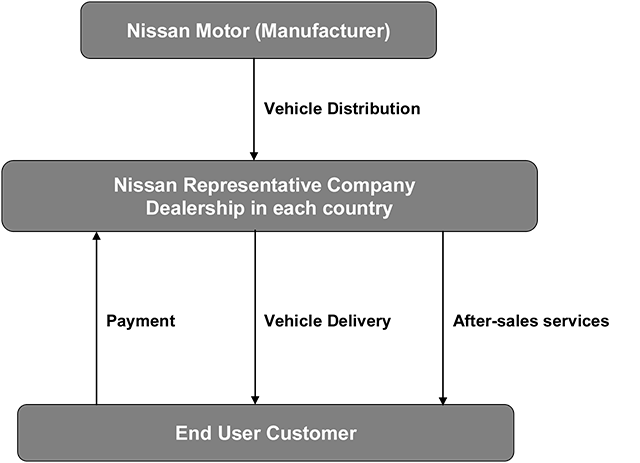 Nissan Motor (Manufacturer)
Vehicle Distribution
Nissan Representative Company
Dealership in each country
Payment
Vehicle Delivery
After-sales services
End User Customer